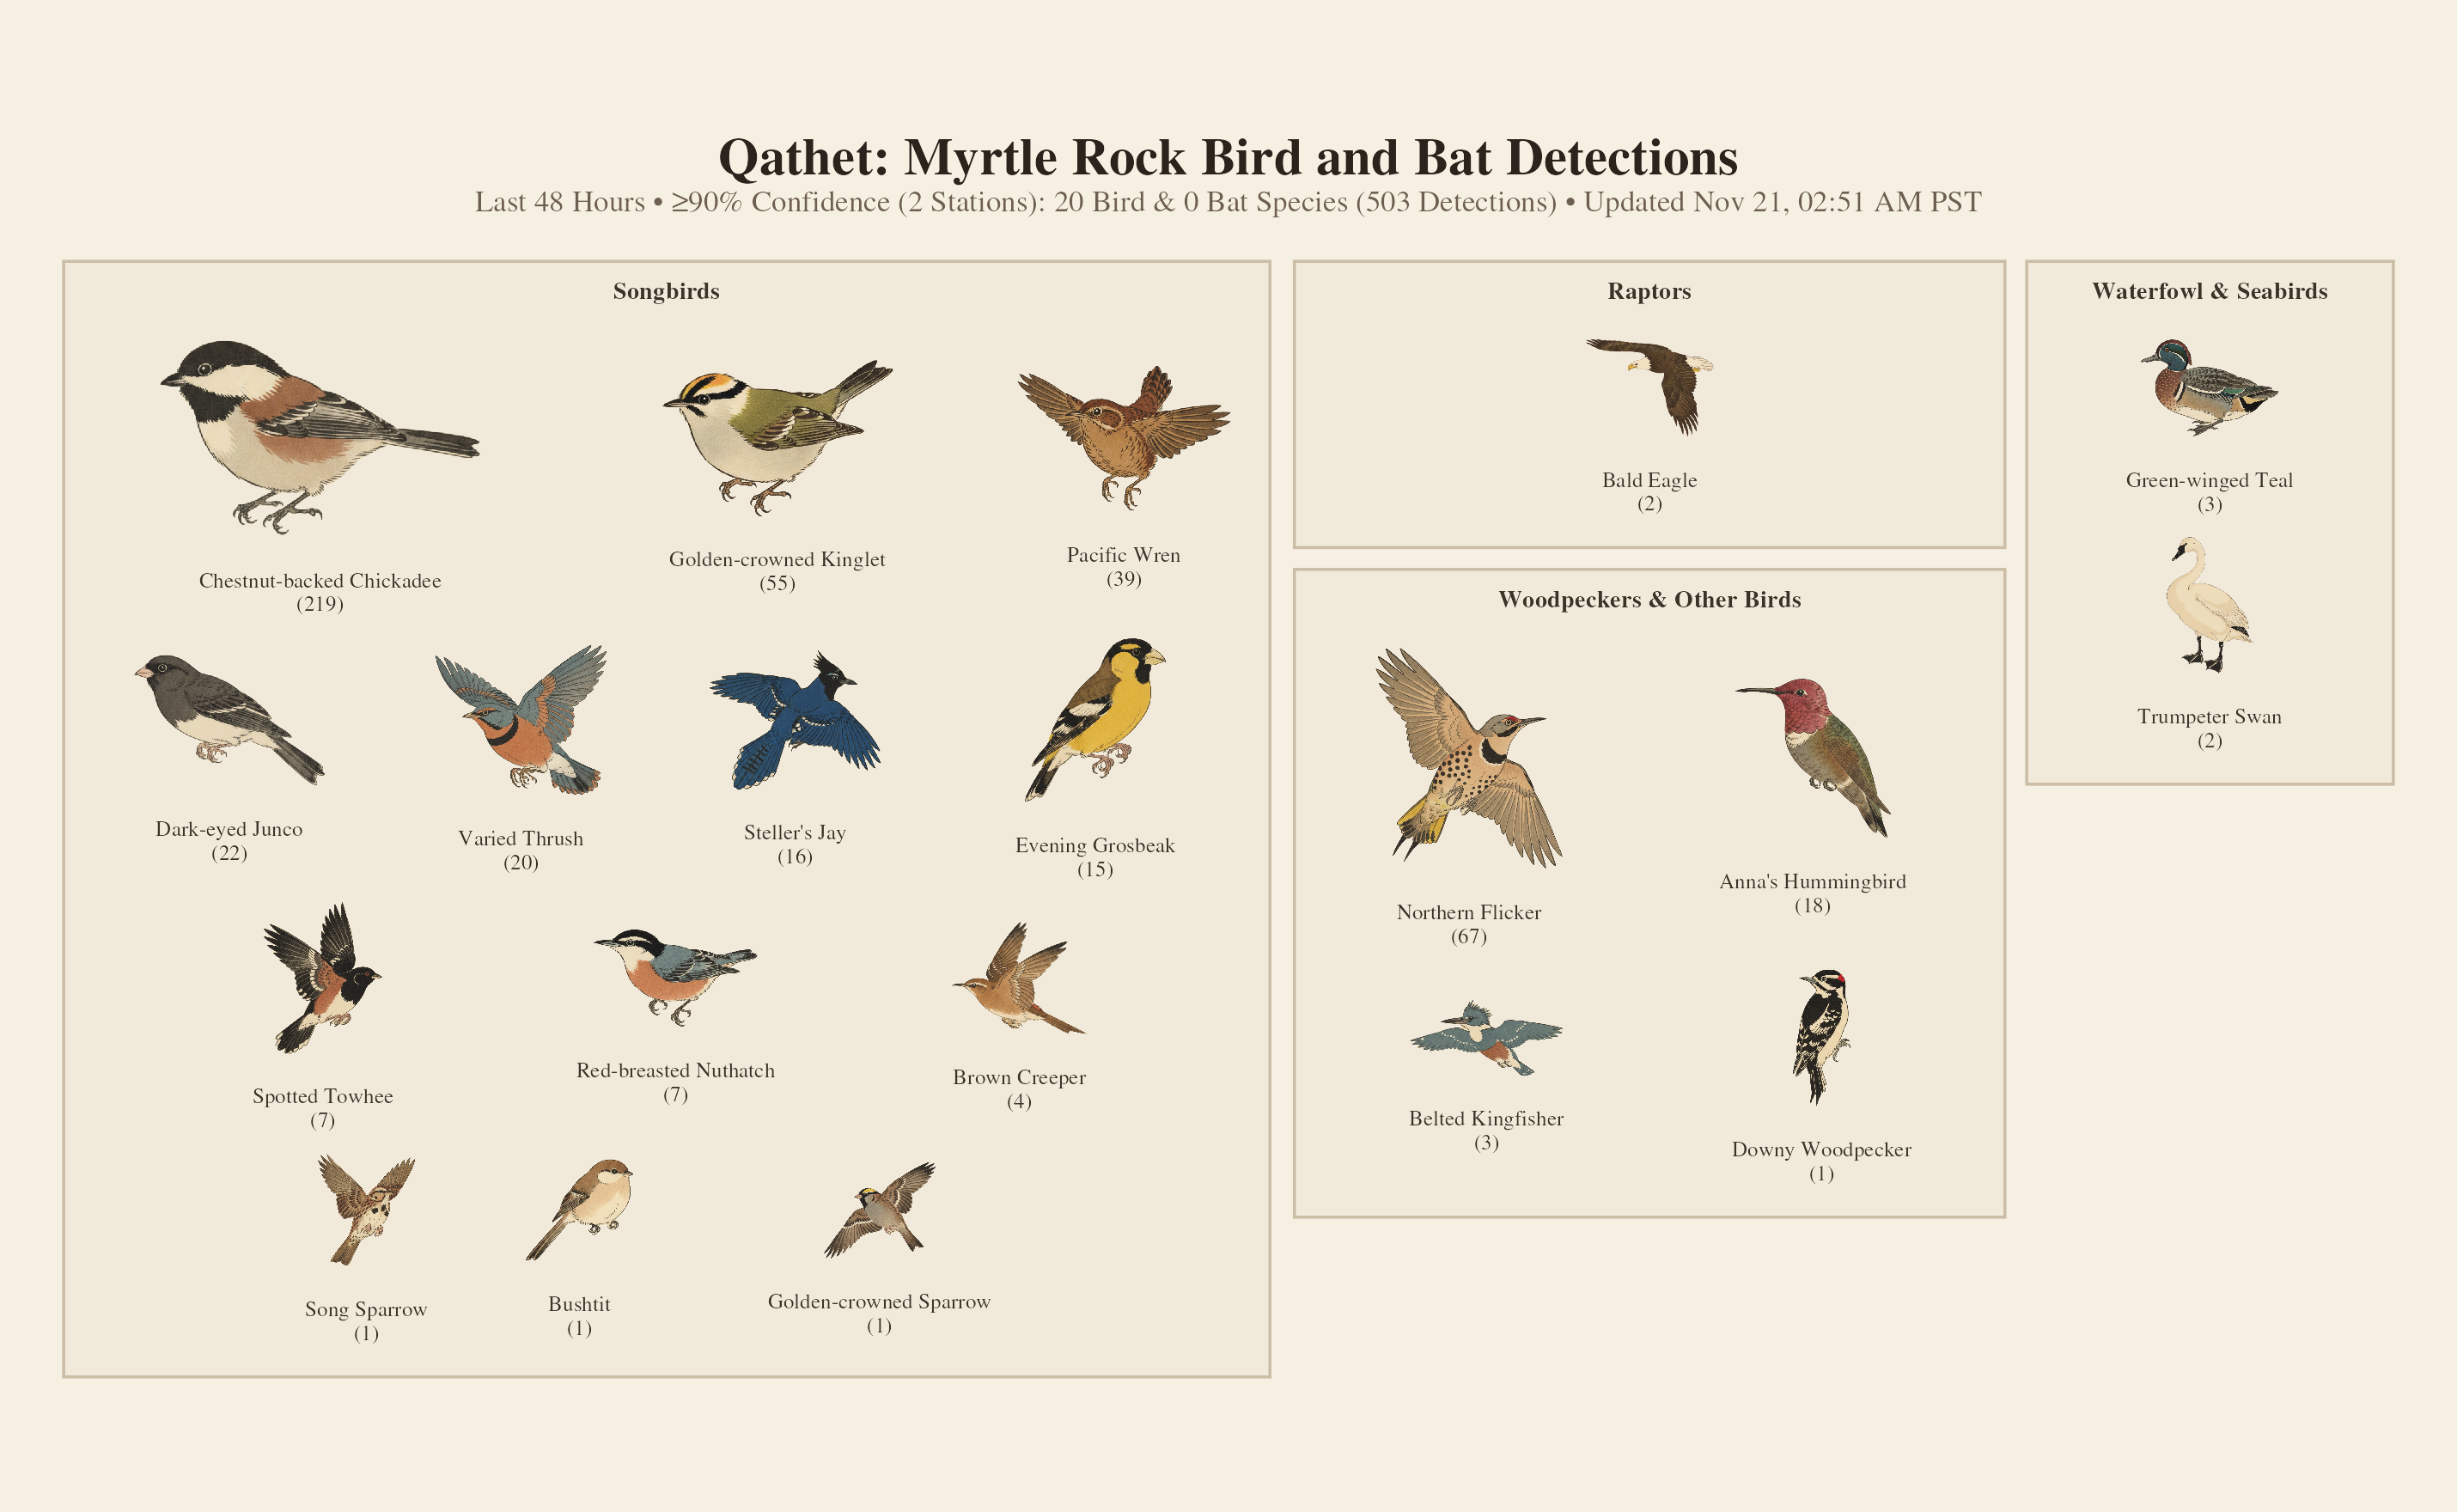 Qathet: Myrtle Rock Bird and Bat Detections
Last 48 Hours • ≥90% Confidence (2 Stations): 20 Bird & 0 Bat Species (503 Detections) • Updated Nov 21, 02:51 AM PST
Songbirds
Chestnut-backed Chickadee
(219)
Golden-crowned Kinglet
(55)
Pacific Wren
(39)
Dark-eyed Junco
(22)
Varied Thrush
(20)
Steller's Jay
(16)
Evening Grosbeak
(15)
Spotted Towhee
(7)
Red-breasted Nuthatch
(7)
Brown Creeper
(4)
Song Sparrow
(1)
Bushtit
(1)
Golden-crowned Sparrow
(1)
Raptors
Bald Eagle
(2)
Woodpeckers & Other Birds
Northern Flicker
(67)
Anna's Hummingbird
(18)
Belted Kingfisher
(3)
Downy Woodpecker
(1)
Waterfowl & Seabirds
Green-winged Teal
(3)
Trumpeter Swan
(2)